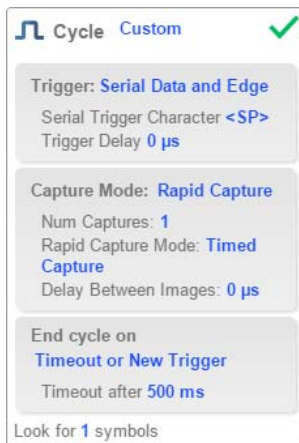 Cycle Custom
Trigger: Serial Data and Edge
Serial Trigger Character <SP>
Trigger Delay 0 µs
Capture Mode: Rapid Capture
Num Captures: 1
Rapid Capture Mode: Timed
Capture
Delay Between Images: 0 µs
End cycle on
Timeout or New Trigger
Timeout after 500 ms
Look for 1 symbols